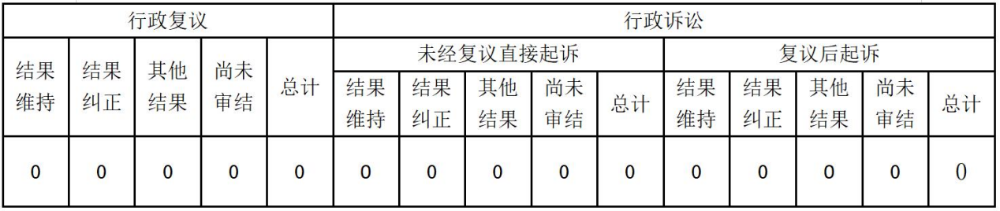 行政复议 行政诉讼
未经复议直接起诉 复议后起诉
结果维持 结果纠正 其他结果 尚未审结 总计 结果维持 结果纠正 其他结果 尚未审结 总计 结果维持 结果纠正 其他结果 尚未审结 总计
0 0 0 0 0 0 0 0 0 0 0 0 0 0 0